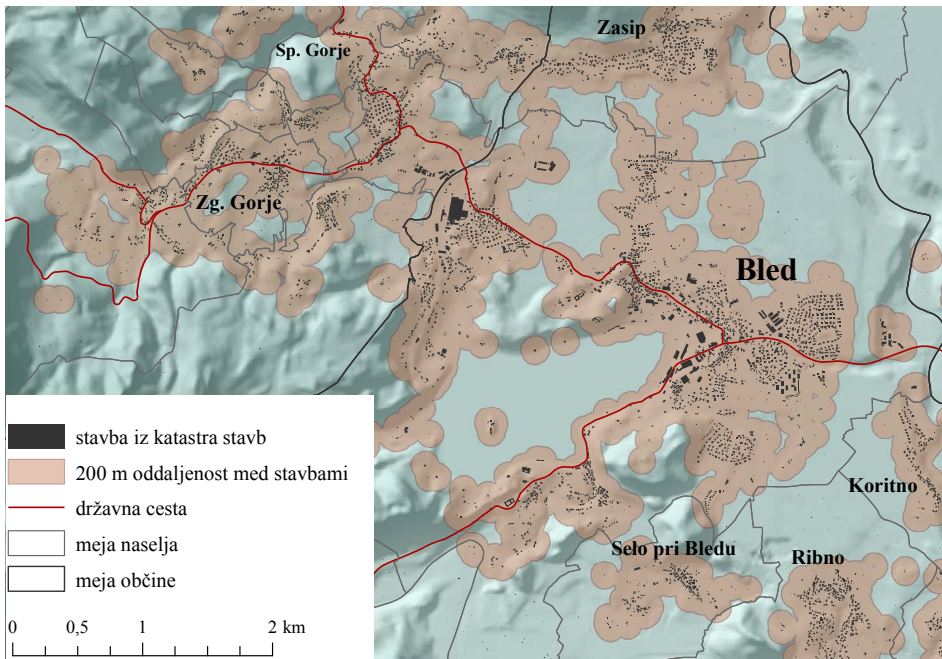 Zasip
Sp. Gorje
Zg. Gorje
Bled
Koritno
Selo pri Bledu
Ribno
stavba iz katastra stavb
200 m oddaljenost med stavbami
državna cesta
meja naselja
meja občine
0 0,5 1 2 km